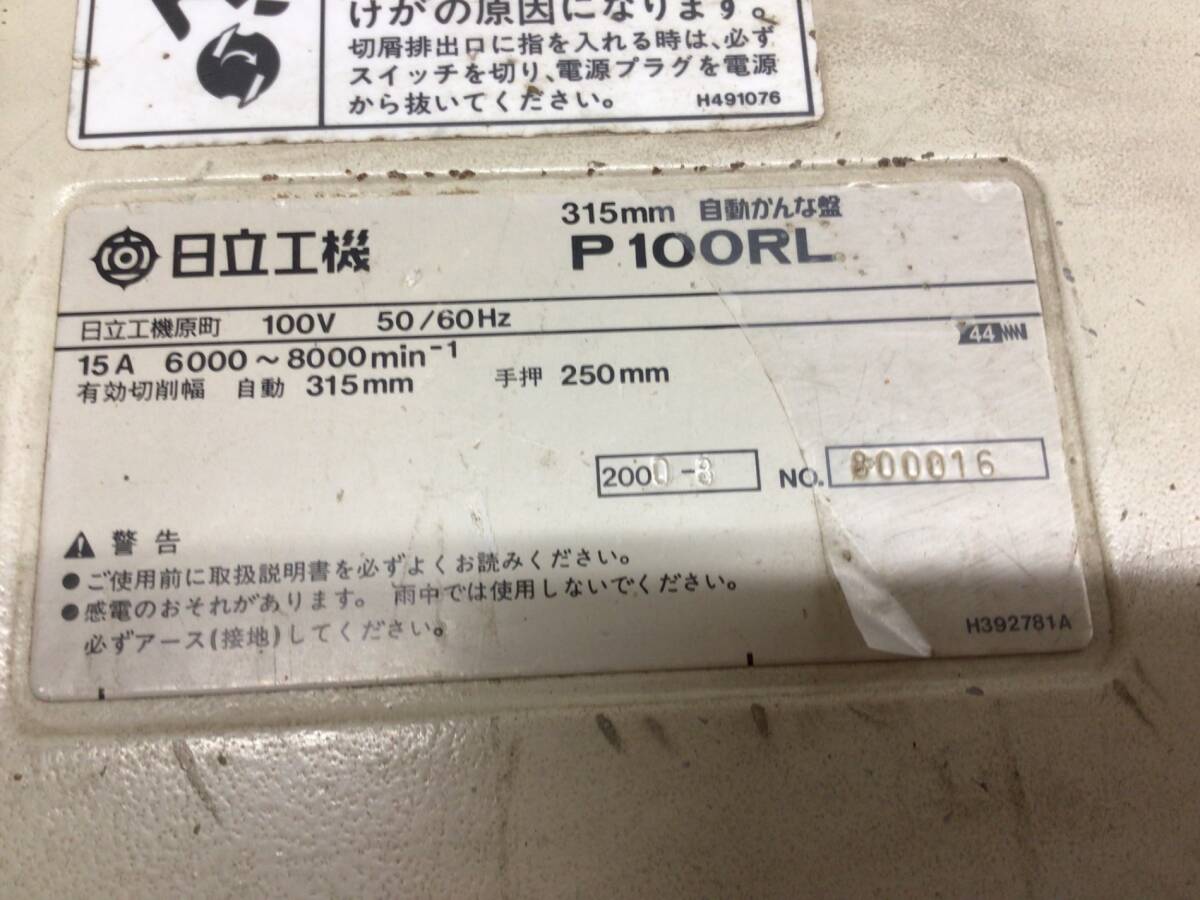 けがの原因になります。
切屑排出口に指を入れる時は、必ず
スイッチを切り、電源プラグを電源
から抜いてください。 H491076
315mm 自動かんな盤
日立工機 P100RL
日立工機原町 100V 50/60Hz
44
15A 6000～8000min⁻¹
有効切削幅 自動 315mm 手押 250mm
2000-8 NO. 800016
警告
●ご使用前に取扱説明書を必ずよくお読みください。
●感電のおそれがあります。 雨中では使用しないでください。
必ずアース(接地)してください。
H392781A